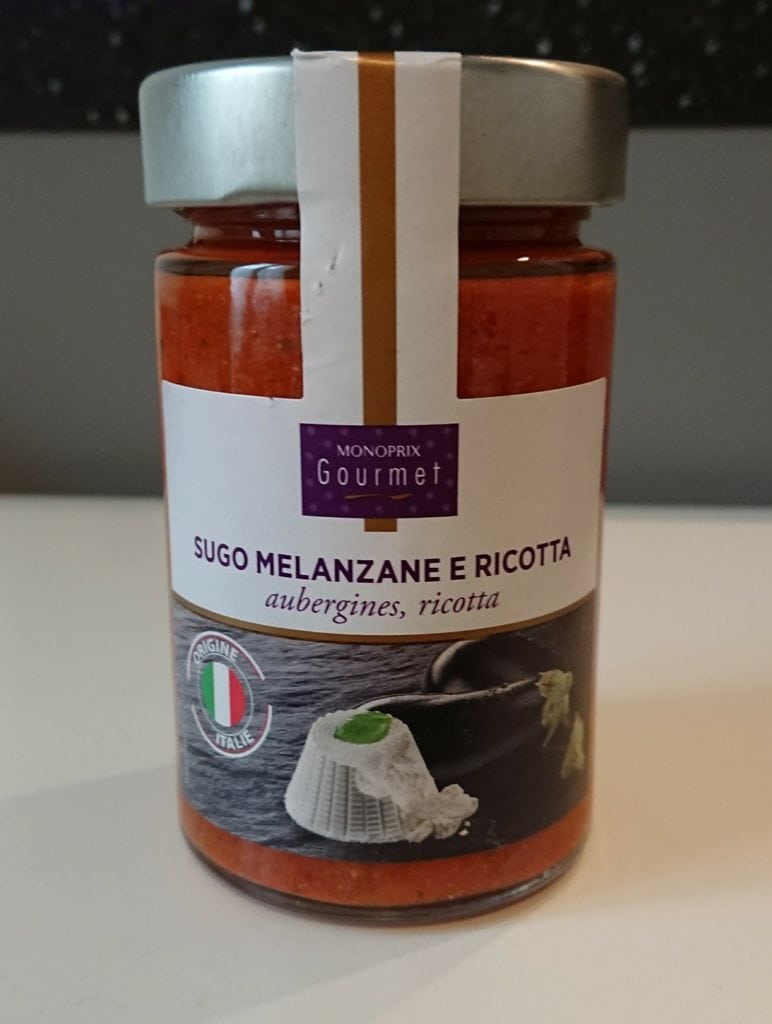 MONOPRIX
Gourmet
SUGO MELANZANE E RICOTTA
aubergines, ricotta
ORIGINE
ITALIE